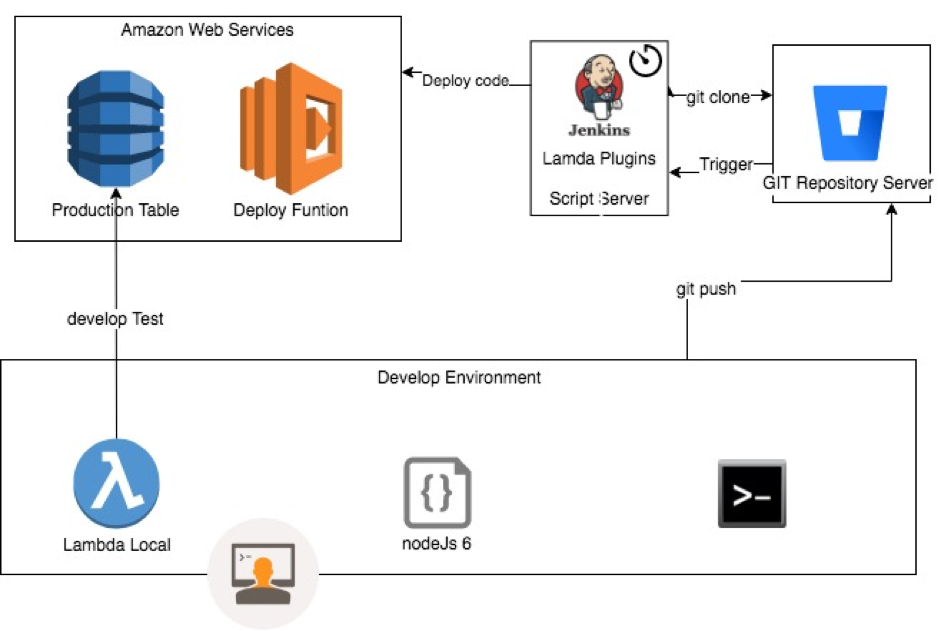 Amazon Web Services
Production Table
Deploy Funtion
Deploy code
Jenkins
Lamda Plugins
Script Server
git clone
Trigger
GIT Repository Server
develop Test
git push
Develop Environment
Lambda Local
nodeJs 6